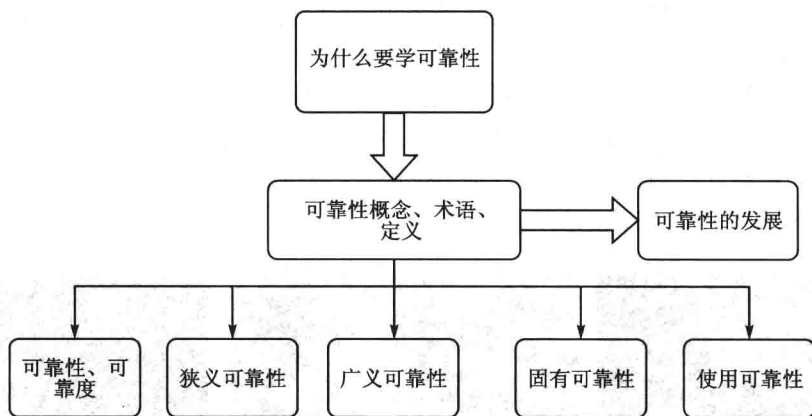 为什么要学可靠性
可靠性概念、术语、
定义
可靠性的发展
可靠性、可
靠度
狭义可靠性
广义可靠性
固有可靠性
使用可靠性